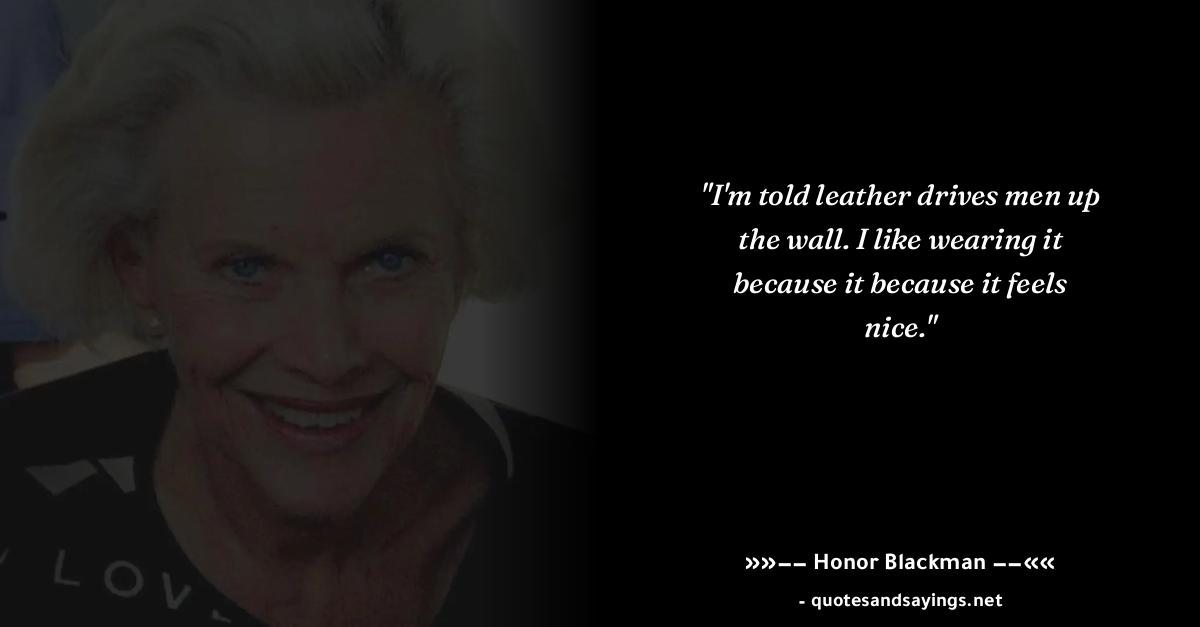 "I'm told leather drives men up
the wall. I like wearing it
because it because it feels
nice."
»»–– Honor Blackman ––««
- quotesandsayings.net
LOV